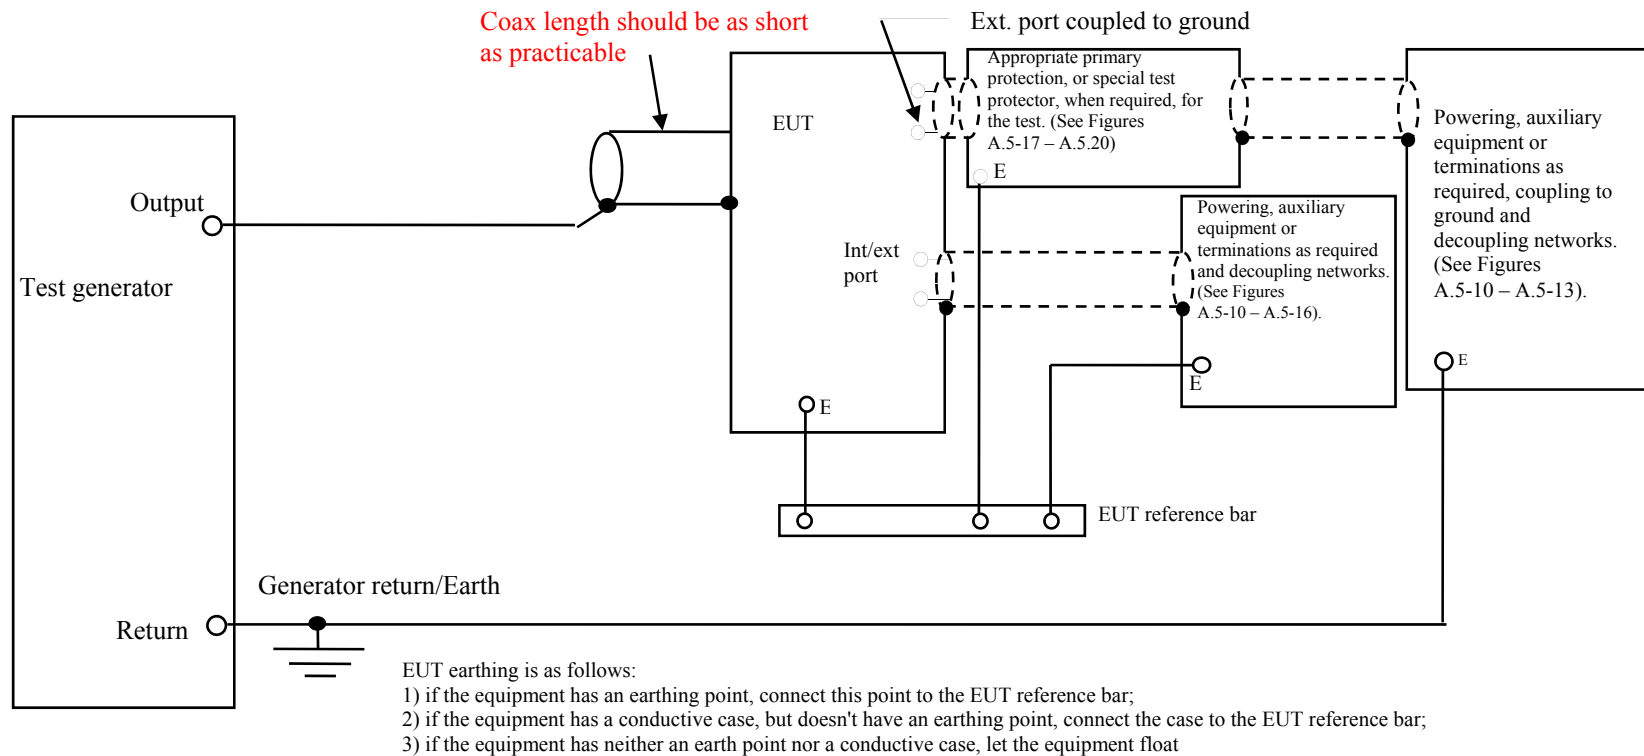 Coax length should be as short
as practicable
Ext. port coupled to ground
EUT
Appropriate primary
protection, or special test
protector, when required, for
the test. (See Figures
A.5-17 – A.5.20)
E
Powering, auxiliary
equipment or
terminations as
required, coupling to
ground and
decoupling networks.
(See Figures
A.5-10 – A.5-13).
E
Output
Test generator
Int/ext
port
Powering, auxiliary
equipment or
terminations as required
and decoupling networks.
(See Figures
A.5-10 – A.5-16).
E
E
EUT reference bar
Generator return/Earth
Return
EUT earthing is as follows:
1) if the equipment has an earthing point, connect this point to the EUT reference bar;
2) if the equipment has a conductive case, but doesn't have an earthing point, connect the case to the EUT reference bar;
3) if the equipment has neither an earth point nor a conductive case, let the equipment float